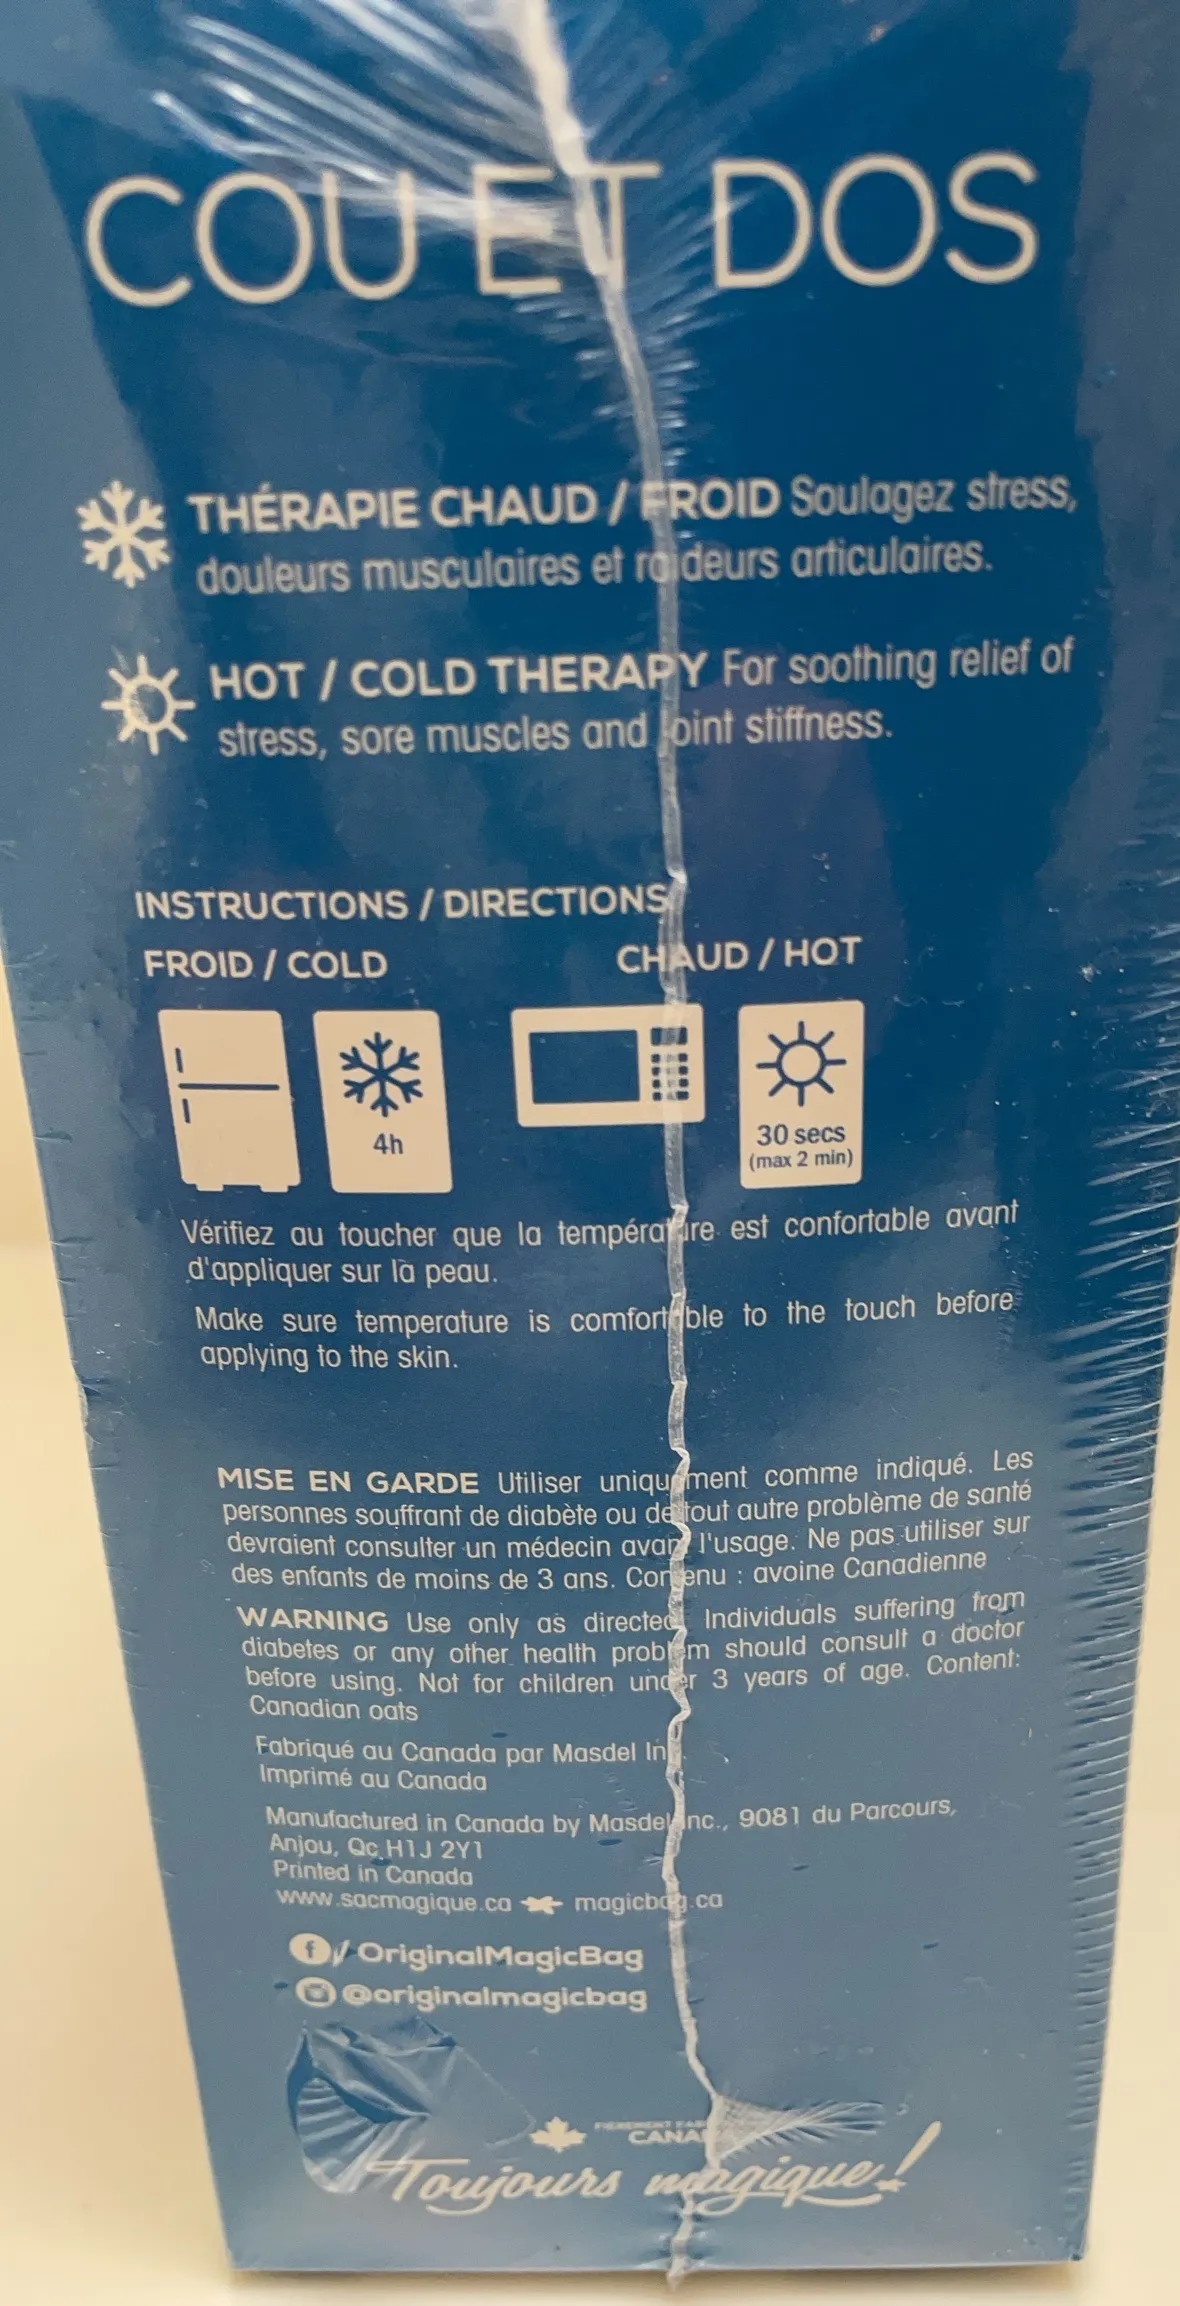 COU ET DOS
THÉRAPIE CHAUD / FROID Soulagez stress,
douleurs musculaires et raideurs articulaires.
HOT / COLD THERAPY For soothing relief of
stress, sore muscles and joint stiffness.
INSTRUCTIONS / DIRECTIONS
FROID / COLD
CHAUD / HOT
4h
30 secs
(max 2 min)
Vérifiez au toucher que la température est confortable avant
d'appliquer sur la peau.
Make sure temperature is comfortable to the touch before
applying to the skin.
MISE EN GARDE Utiliser uniquement comme indiqué. Les
personnes souffrant de diabète ou de tout autre problème de santé
devraient consulter un médecin avant l'usage. Ne pas utiliser sur
des enfants de moins de 3 ans. Contenu : avoine Canadienne
WARNING Use only as directed. Individuals suffering from
diabetes or any other health problem should consult a doctor
before using. Not for children under 3 years of age. Content:
Canadian oats
Fabriqué au Canada par Masdel Inc.
Imprimé au Canada
Manufactured in Canada by Masdel Inc., 9081 du Parcours,
Anjou, Qc H1J 2Y1
Printed in Canada
www.sacmagique.ca magicbag.ca
/OriginalMagicBag
@originalmagicbag
Toujours magique!